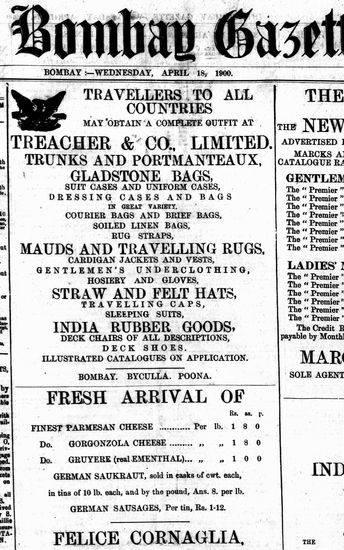 Bombay Gazett
BOMBAY :—WEDNESDAY, APRIL 18, 1900.
TRAVELLERS TO ALL
COUNTRIES
MAY OBTAIN A COMPLETE OUTFIT AT
TREACHER & CO., LIMITED.
TRUNKS AND PORTMANTEAUX,
GLADSTONE BAGS,
SUIT CASES AND UNIFORM CASES,
DRESSING CASES AND BAGS
IN GREAT VARIETY.
COURIER BAGS AND BRIEF BAGS,
SOILED LINEN BAGS,
RUG STRAPS,
MAUDS AND TRAVELLING RUGS,
CARDIGAN JACKETS AND VESTS,
GENTLEMEN'S UNDERCLOTHING,
HOSIERY AND GLOVES,
STRAW AND FELT HATS,
TRAVELLING CAPS,
SLEEPING SUITS,
INDIA RUBBER GOODS,
DECK CHAIRS OF ALL DESCRIPTIONS,
DECK SHOES.
ILLUSTRATED CATALOGUES ON APPLICATION.
BOMBAY. BYCULLA. POONA.
FRESH ARRIVAL OF
Rs. as. p.
FINEST PARMESAN CHEESE ............ Per lb. 1 8 0
Do. GORGONZOLA CHEESE ........ „ „ 1 8 0
Do. GRUYERE (real EMENTHAL)... „ „ 1 0 0
GERMAN SAUKRAUT, sold in casks of cwt. each,
in tins of 10 lb. each, and by the pound, Ans. 8. per lb.
GERMAN SAUSAGES, Per tin, Rs. 1-12.
FELICE CORNAGLIA,
THE
THE NEW
ADVERTISED
MARCKS A
CATALOGUE RA
GENTLEM
The " Premier "
The " Premier "
The " Premier "
The " Premier "
The " Premier "
The " Premier "
The " Premier "
LADIES'
The " Premier "
The " Premier "
The " Premier "
The " Premier "
The " Premier "
The Credit R
payable by Month
MAR
SOLE AGENT
IND
THE